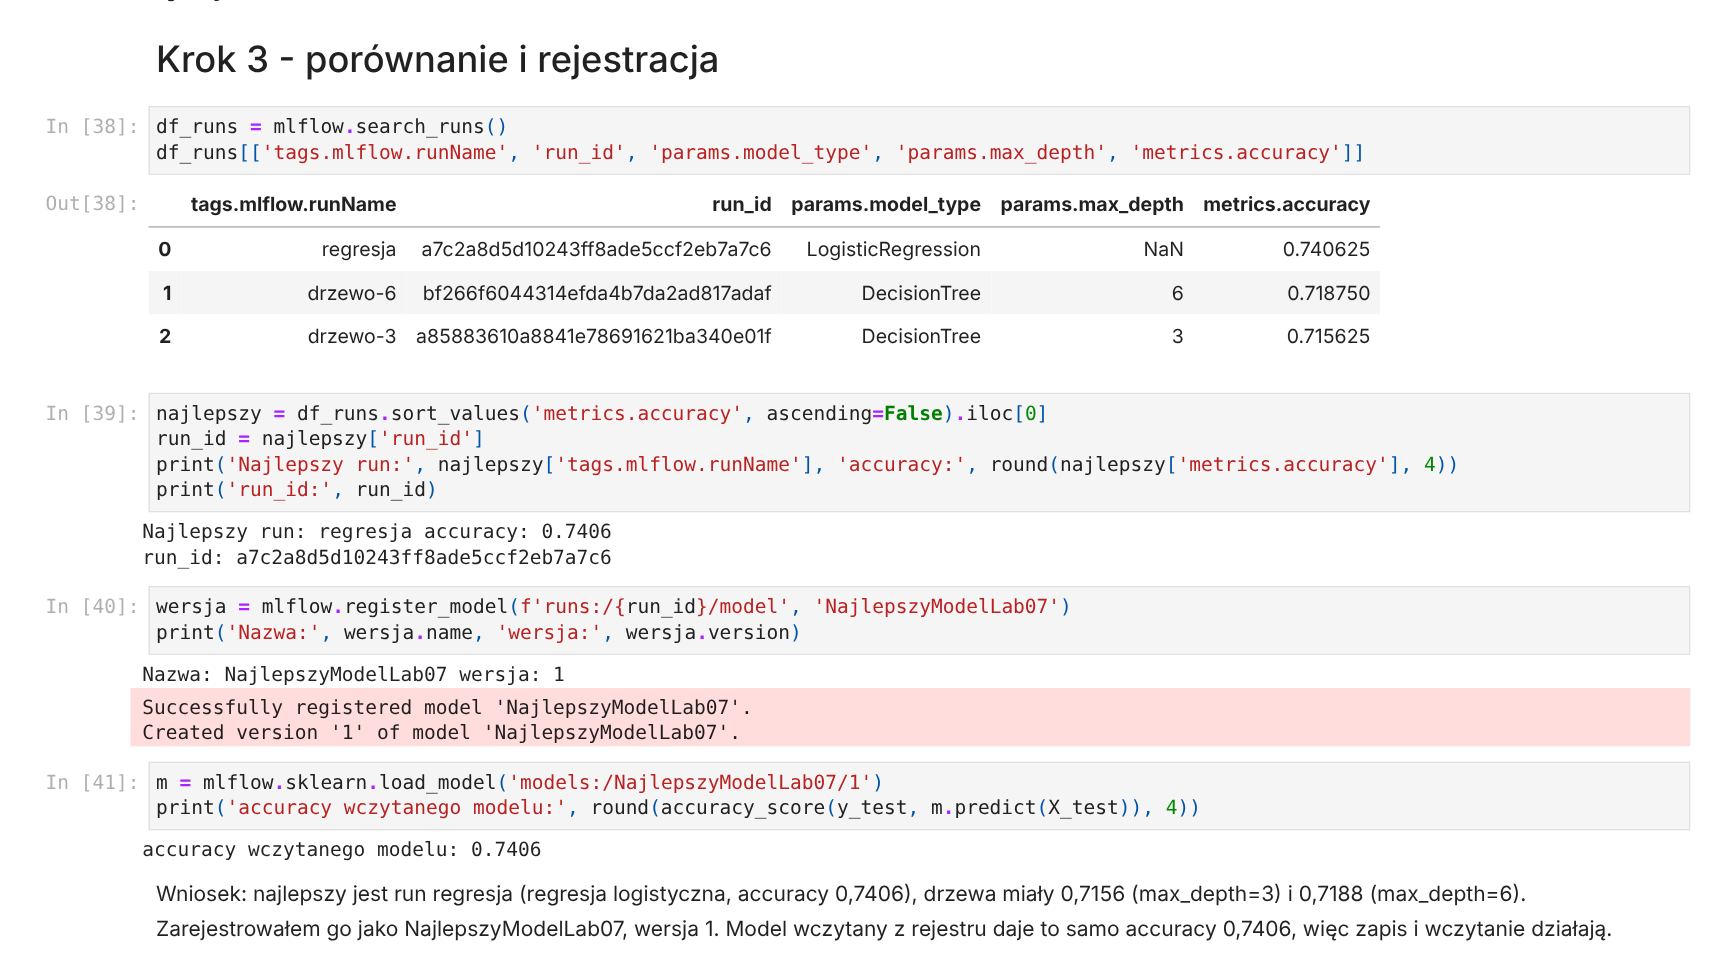 Krok 3 - porównanie i rejestracja
In [38]: df_runs = mlflow.search_runs()
df_runs[['tags.mlflow.runName', 'run_id', 'params.model_type', 'params.max_depth', 'metrics.accuracy']]
Out[38]: tags.mlflow.runName run_id params.model_type params.max_depth metrics.accuracy
0 regresja a7c2a8d5d10243ff8ade5ccf2eb7a7c6 LogisticRegression NaN 0.740625
1 drzewo-6 bf266f6044314efda4b7da2ad817adaf DecisionTree 6 0.718750
2 drzewo-3 a85883610a8841e78691621ba340e01f DecisionTree 3 0.715625
In [39]: najlepszy = df_runs.sort_values('metrics.accuracy', ascending=False).iloc[0]
run_id = najlepszy['run_id']
print('Najlepszy run:', najlepszy['tags.mlflow.runName'], 'accuracy:', round(najlepszy['metrics.accuracy'], 4))
print('run_id:', run_id)
Najlepszy run: regresja accuracy: 0.7406
run_id: a7c2a8d5d10243ff8ade5ccf2eb7a7c6
In [40]: wersja = mlflow.register_model(f'runs:/{run_id}/model', 'NajlepszyModelLab07')
print('Nazwa:', wersja.name, 'wersja:', wersja.version)
Nazwa: NajlepszyModelLab07 wersja: 1
Successfully registered model 'NajlepszyModelLab07'.
Created version '1' of model 'NajlepszyModelLab07'.
In [41]: m = mlflow.sklearn.load_model('models:/NajlepszyModelLab07/1')
print('accuracy wczytanego modelu:', round(accuracy_score(y_test, m.predict(X_test)), 4))
accuracy wczytanego modelu: 0.7406
Wniosek: najlepszy jest run regresja (regresja logistyczna, accuracy 0,7406), drzewa miały 0,7156 (max_depth=3) i 0,7188 (max_depth=6).
Zarejestrowałem go jako NajlepszyModelLab07, wersja 1. Model wczytany z rejestru daje to samo accuracy 0,7406, więc zapis i wczytanie działają.